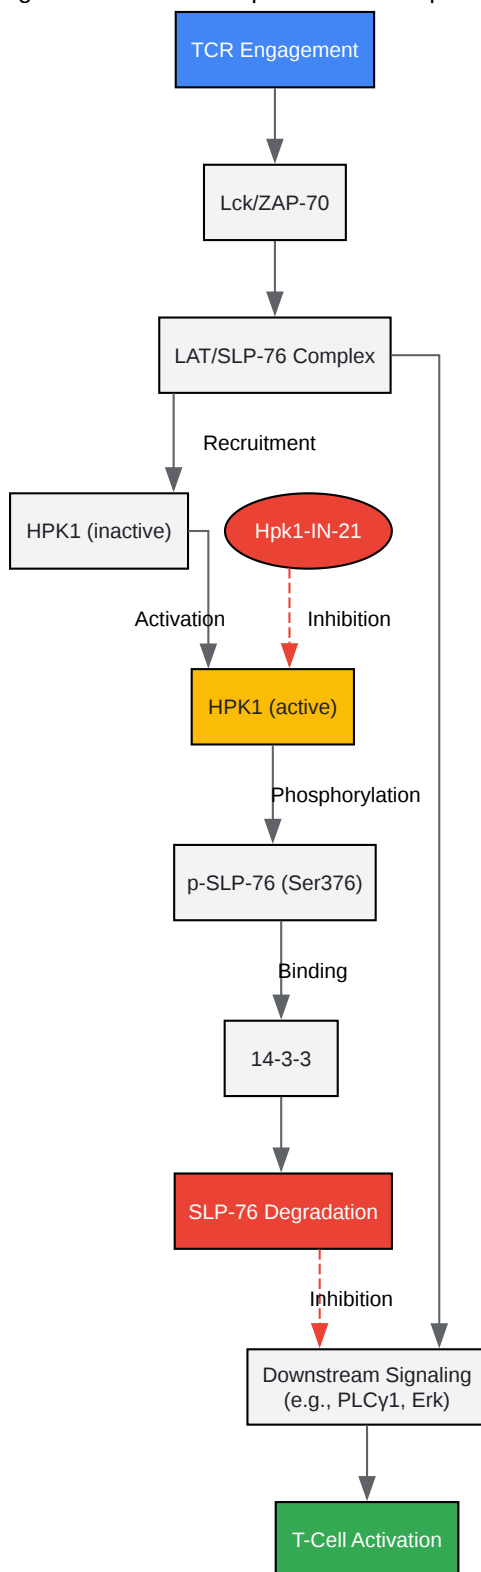 TCR Engagement
Lck/ZAP-70
LAT/SLP-76 Complex
Recruitment
HPK1 (inactive)
Hpk1-IN-21
Activation
Inhibition
HPK1 (active)
Phosphorylation
p-SLP-76 (Ser376)
Binding
14-3-3
SLP-76 Degradation
Inhibition
Downstream Signaling
(e.g., PLCγ1, Erk)
T-Cell Activation